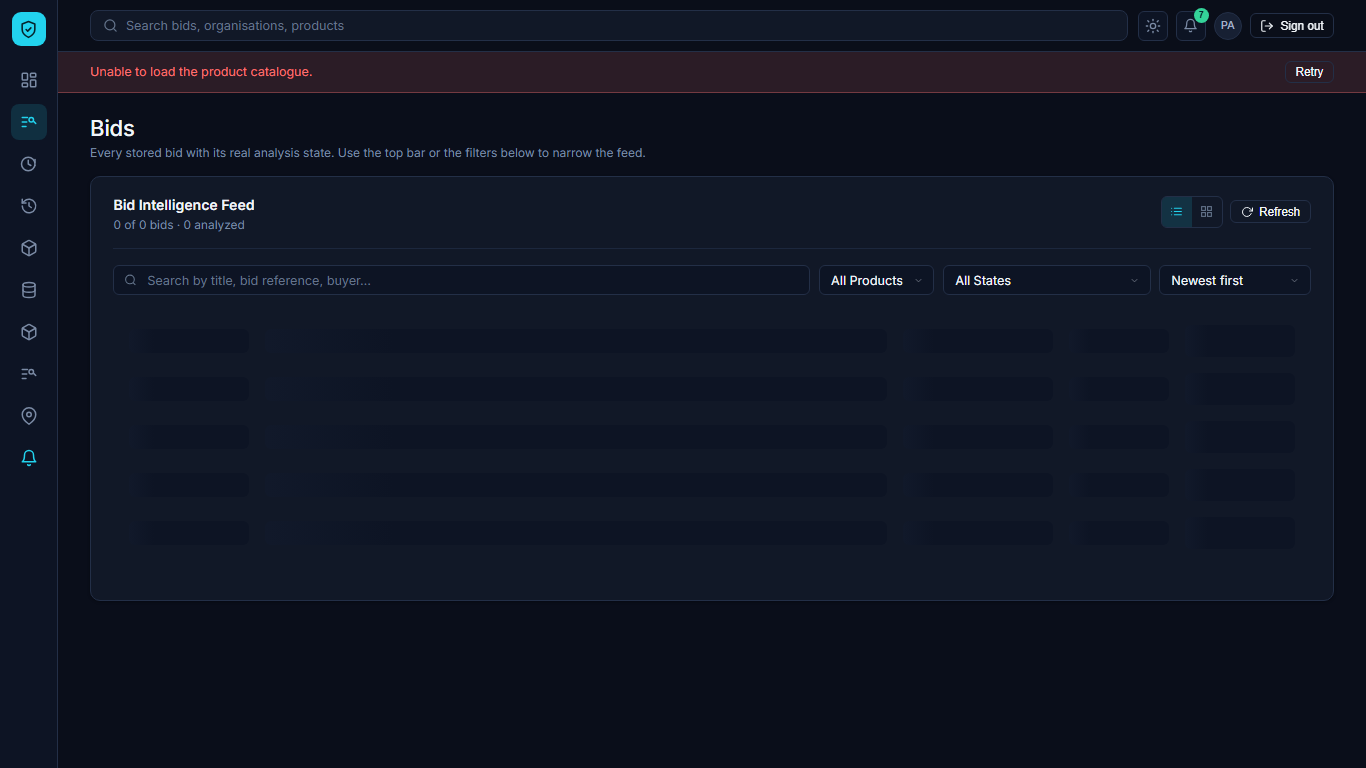 Search bids, organisations, products
7
PA
Sign out
Unable to load the product catalogue.
Retry
Bids
Every stored bid with its real analysis state. Use the top bar or the filters below to narrow the feed.
Bid Intelligence Feed
0 of 0 bids · 0 analyzed
Refresh
Search by title, bid reference, buyer...
All Products
All States
Newest first